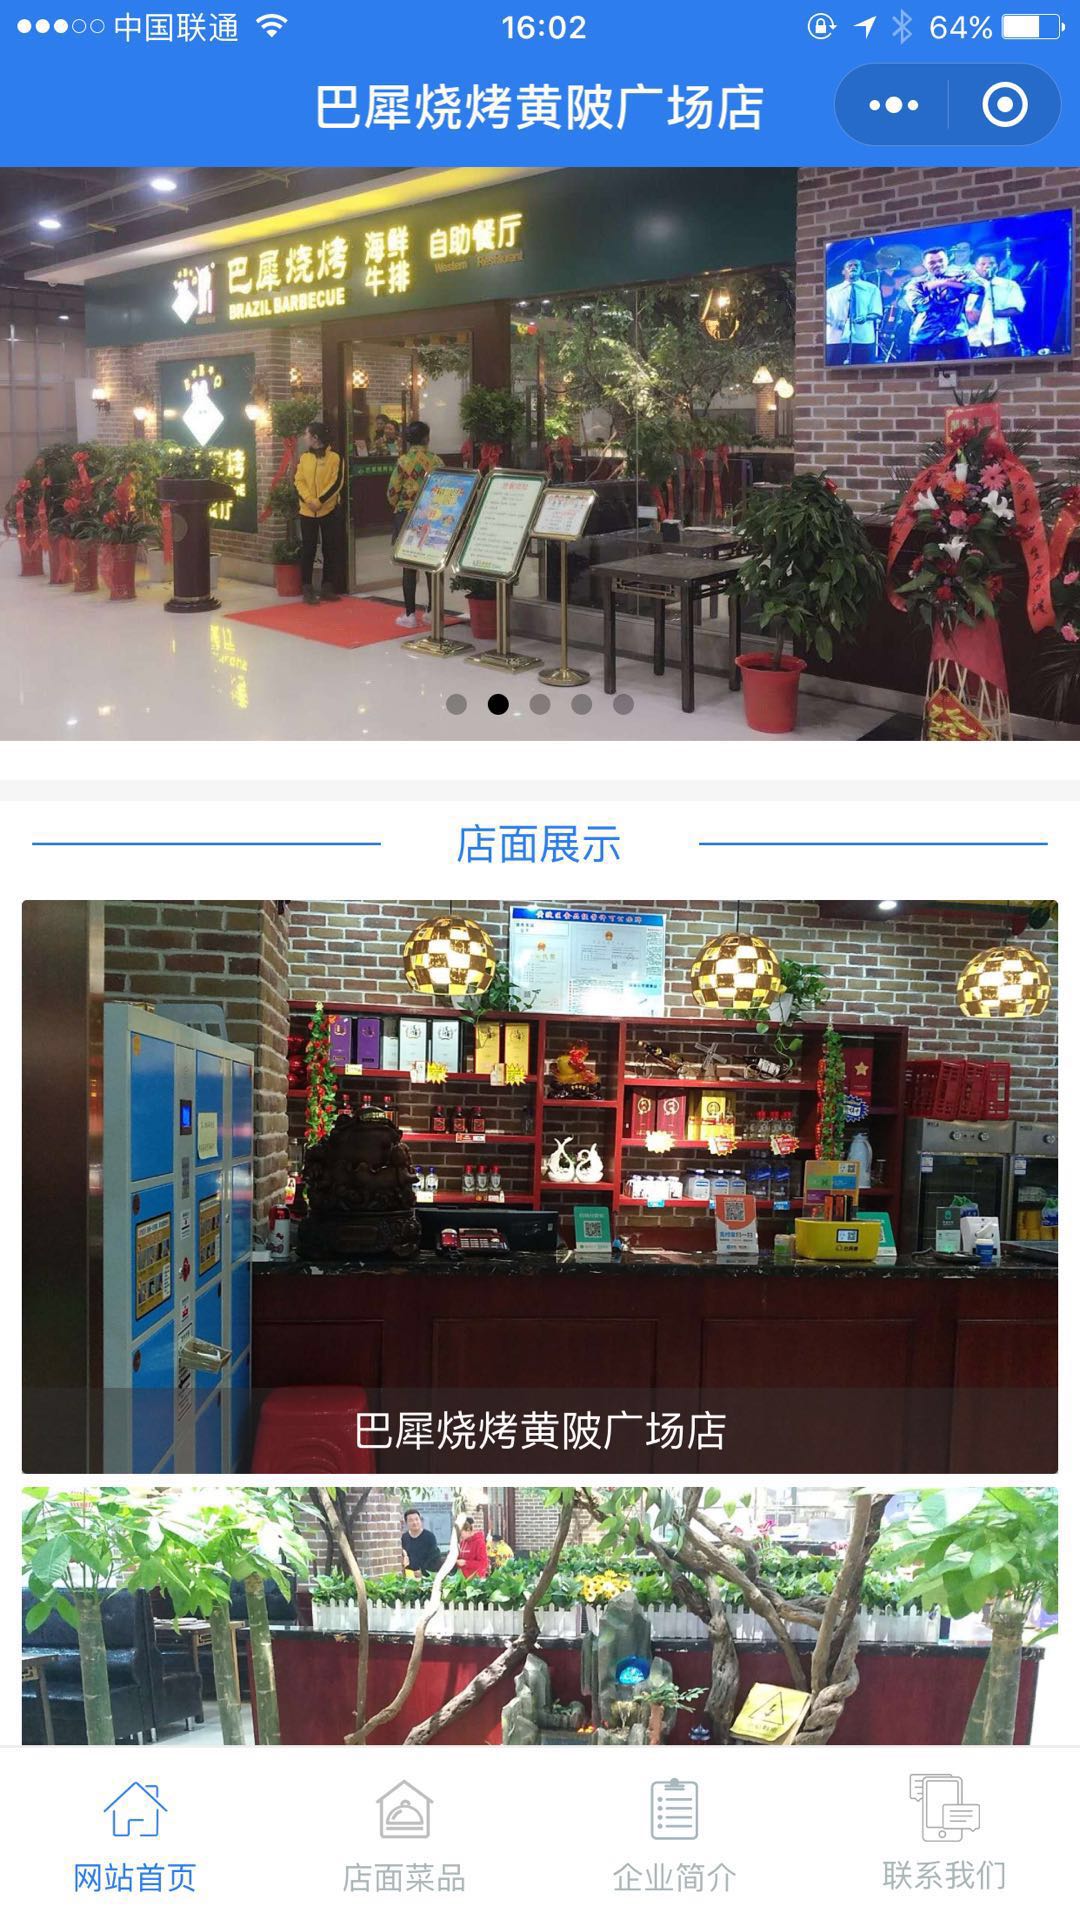 中国联通
16:02
64%
巴犀烧烤黄陂广场店
巴犀烧烤 海鲜牛排 自助餐厅
BRAZIL BARBECUE
Western Restaurant
店面展示
巴犀烧烤黄陂广场店
网站首页
店面菜品
企业简介
联系我们